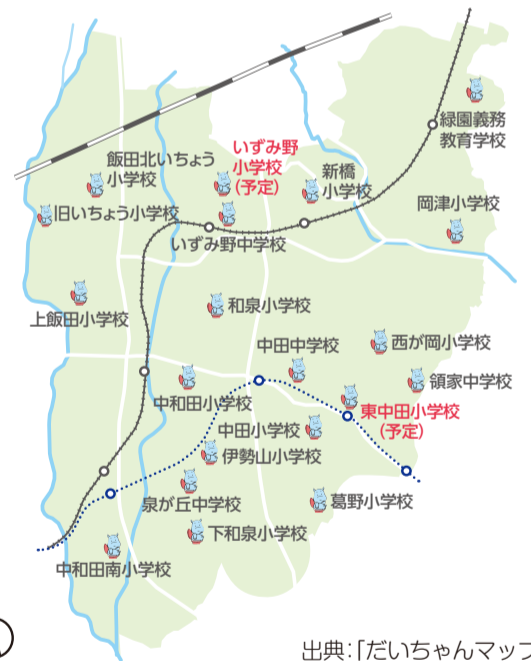 緑園義務
教育学校
いずみ野
小学校
(予定)
飯田北いちょう
小学校
新橋
小学校
岡津小学校
旧いちょう小学校
いずみ野中学校
上飯田小学校
和泉小学校
中田中学校
西が岡小学校
領家中学校
中和田小学校
東中田小学校
(予定)
中田小学校
伊勢山小学校
泉が丘中学校
葛野小学校
下和泉小学校
中和田南小学校
出典:「だいちゃんマップ